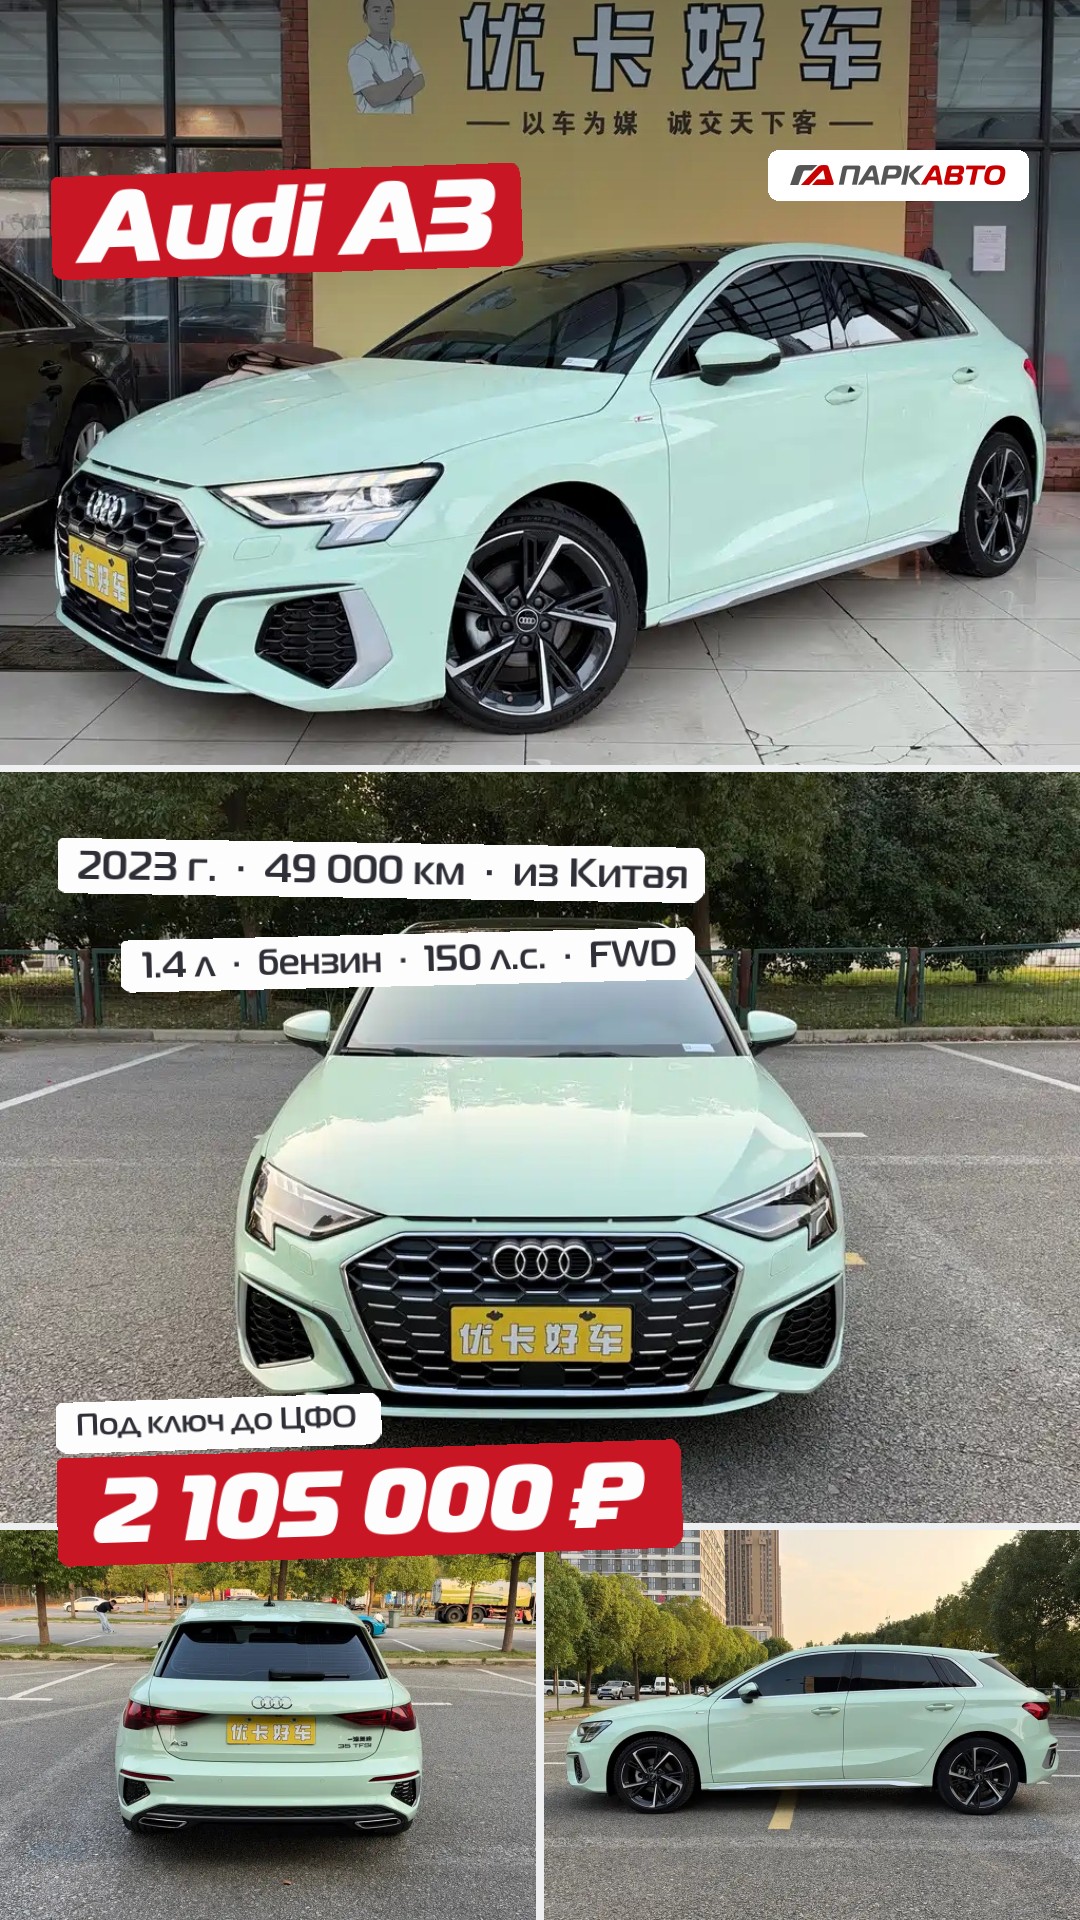 优卡好车
以车为媒 诚交天下客
ПАРКАВТО
Audi A3
优卡好车
2023 г. · 49 000 км · из Китая
1.4 л · бензин · 150 л.с. · FWD
优卡好车
Под ключ до ЦФО
2 105 000 ₽
优卡好车
A3
35 TFSI